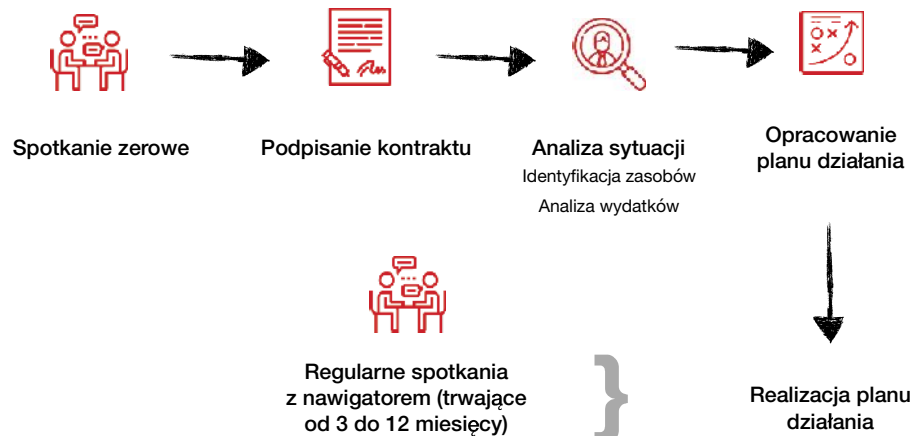 Spotkanie zerowe
Podpisanie kontraktu
Analiza sytuacji
Identyfikacja zasobów
Analiza wydatków
Opracowanie
planu działania
Regularne spotkania
z nawigatorem (trwające
od 3 do 12 miesięcy)
}
Realizacja planu
działania